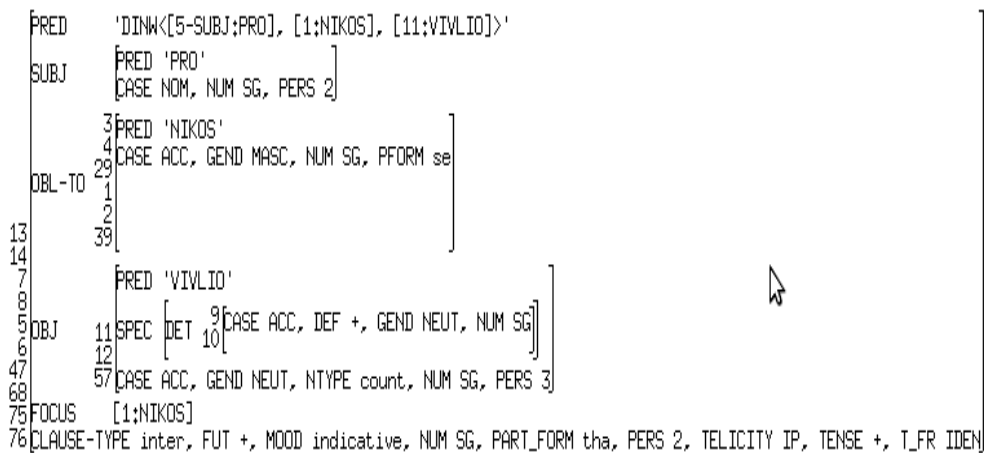 PRED 'DINW<[5-SUBJ:PRO], [1:NIKOS], [11:VIVLIO]>'
PRED 'PRO'
SUBJ
CASE NOM, NUM SG, PERS 2
3 PRED 'NIKOS'
4 CASE ACC, GEND MASC, NUM SG, PFORM se
29
OBL-TO 1
2
13 39
14
7 PRED 'VIVLIO'
8
5 OBJ 11 SPEC DET 9 CASE ACC, DEF +, GEND NEUT, NUM SG
6 10
12
47 57 CASE ACC, GEND NEUT, NTYPE count, NUM SG, PERS 3
68
75 FOCUS [1:NIKOS]
76 CLAUSE-TYPE inter, FUT +, MOOD indicative, NUM SG, PART_FORM tha, PERS 2, TELICITY IP, TENSE +, T_FR IDEN